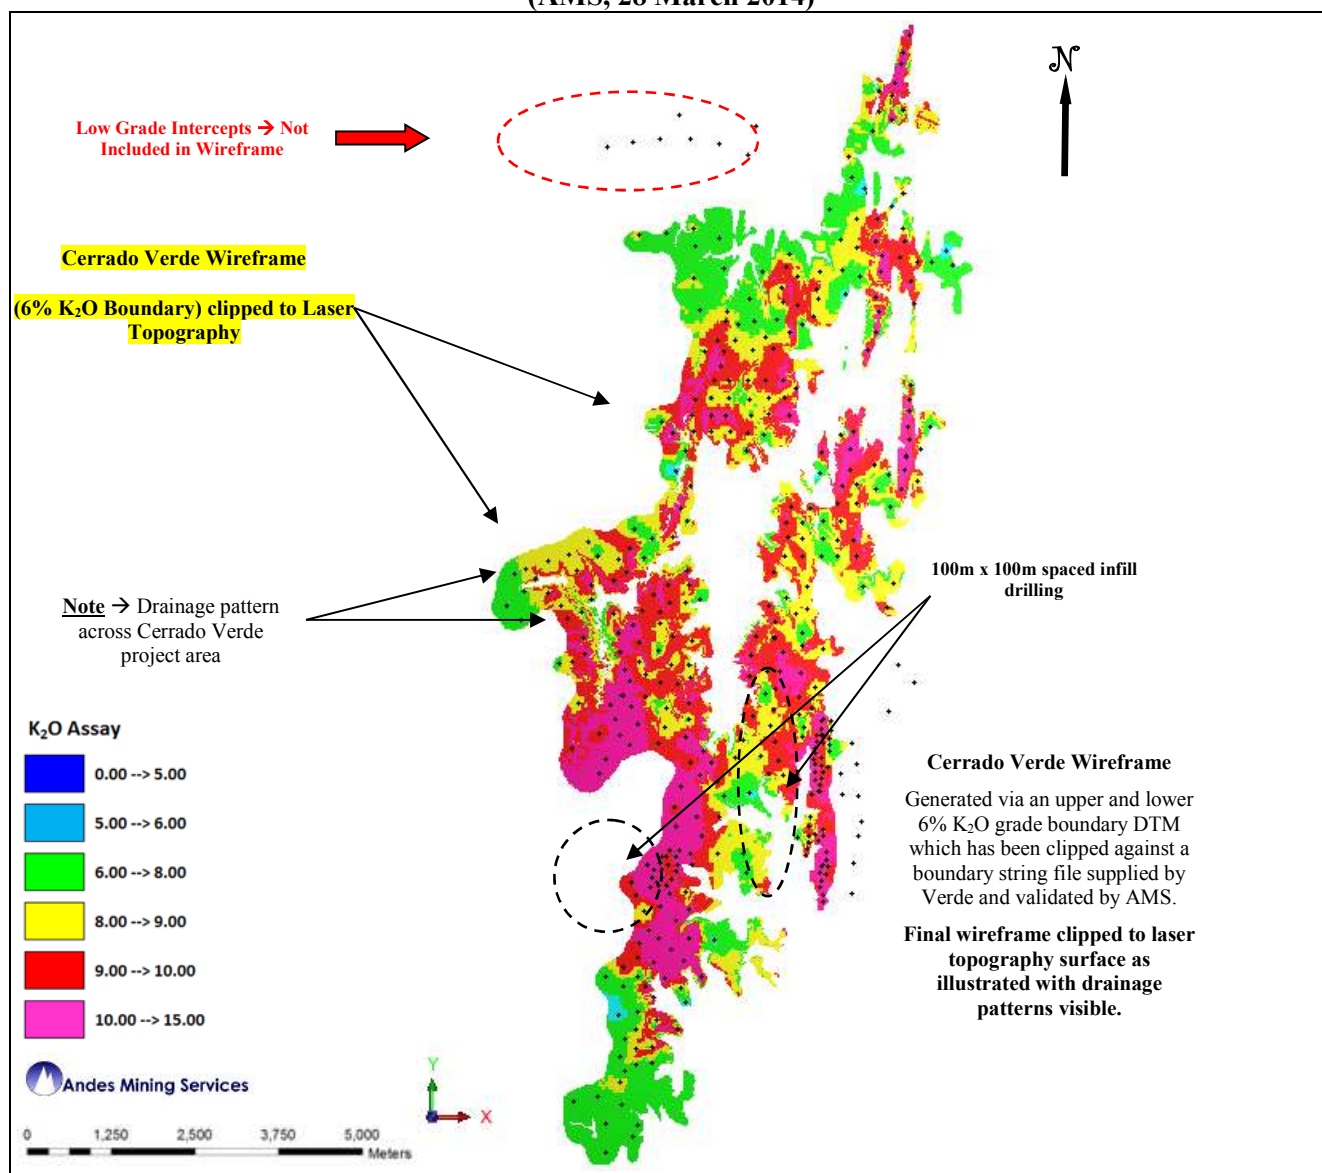 (AMS, 28 March 2014)
N
Low Grade Intercepts → Not
Included in Wireframe
Cerrado Verde Wireframe
(6% K₂O Boundary) clipped to Laser
Topography
100m x 100m spaced infill
drilling
Note → Drainage pattern
across Cerrado Verde
project area
K₂O Assay
0.00 --> 5.00
5.00 --> 6.00
6.00 --> 8.00
8.00 --> 9.00
9.00 --> 10.00
10.00 --> 15.00
Cerrado Verde Wireframe
Generated via an upper and lower
6% K₂O grade boundary DTM
which has been clipped against a
boundary string file supplied by
Verde and validated by AMS.
Final wireframe clipped to laser
topography surface as
illustrated with drainage
patterns visible.
Andes Mining Services
Y
X
0 1,250 2,500 3,750 5,000
Meters